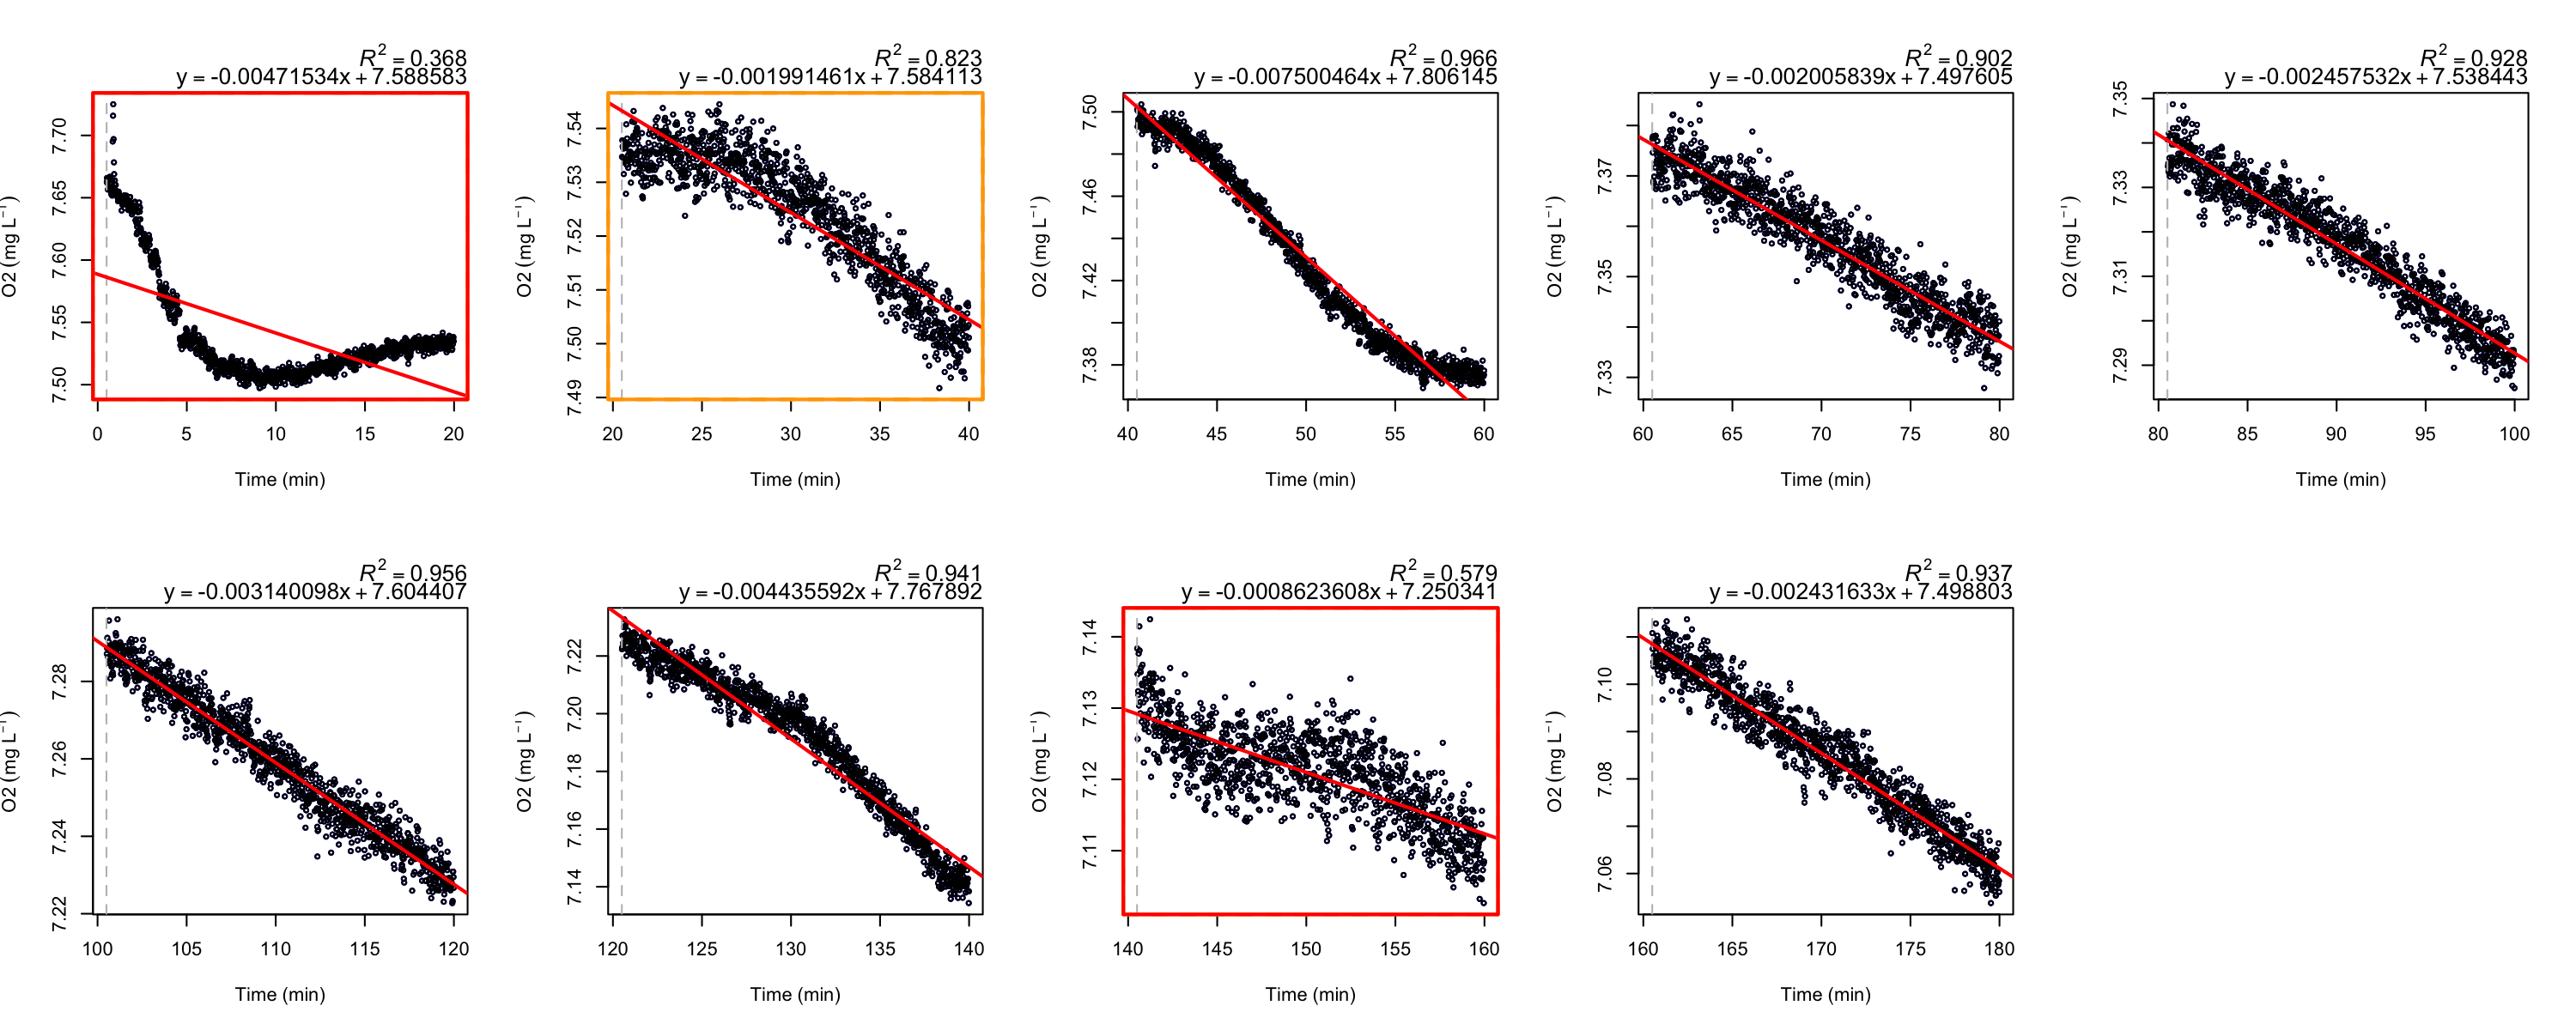 R² = 0.368
y = -0.00471534x + 7.588583
O2 (mg L⁻¹)
7.70
7.65
7.60
7.55
7.50
0 5 10 15 20
Time (min)
R² = 0.823
y = -0.001991461x + 7.584113
O2 (mg L⁻¹)
7.54
7.53
7.52
7.51
7.50
7.49
20 25 30 35 40
Time (min)
R² = 0.966
y = -0.007500464x + 7.806145
O2 (mg L⁻¹)
7.50
7.46
7.42
7.38
40 45 50 55 60
Time (min)
R² = 0.902
y = -0.002005839x + 7.497605
O2 (mg L⁻¹)
7.37
7.35
7.33
60 65 70 75 80
Time (min)
R² = 0.928
y = -0.002457532x + 7.538443
O2 (mg L⁻¹)
7.35
7.33
7.31
7.29
80 85 90 95 100
Time (min)
R² = 0.956
y = -0.003140098x + 7.604407
O2 (mg L⁻¹)
7.28
7.26
7.24
7.22
100 105 110 115 120
Time (min)
R² = 0.941
y = -0.004435592x + 7.767892
O2 (mg L⁻¹)
7.22
7.20
7.18
7.16
7.14
120 125 130 135 140
Time (min)
R² = 0.579
y = -0.0008623608x + 7.250341
O2 (mg L⁻¹)
7.14
7.13
7.12
7.11
140 145 150 155 160
Time (min)
R² = 0.937
y = -0.002431633x + 7.498803
O2 (mg L⁻¹)
7.10
7.08
7.06
160 165 170 175 180
Time (min)